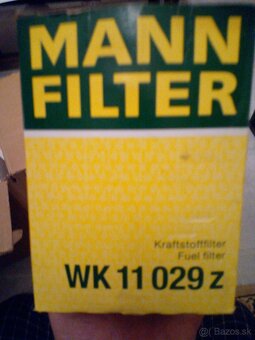 MANN
FILTER
Kraftstofffilter
Fuel filter
WK 11 029 z
Bazos.sk